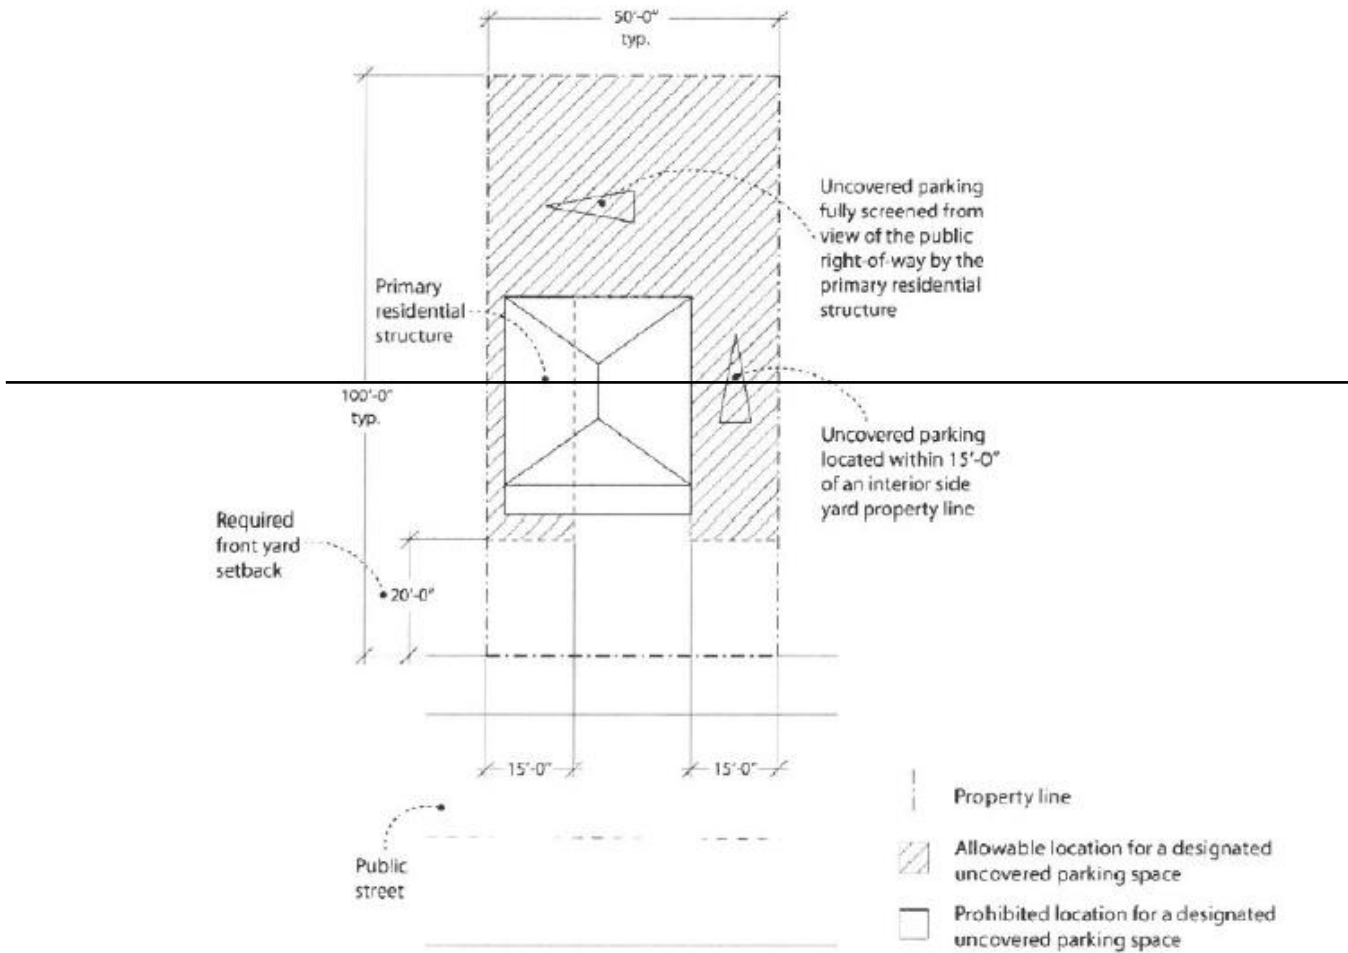 50'-0"
typ.
Uncovered parking
fully screened from
view of the public
right-of-way by the
primary residential
structure
Primary
residential
structure
100'-0"
typ.
Uncovered parking
located within 15'-0"
of an interior side
yard property line
Required
front yard
setback
20'-0"
15'-0"
15'-0"
Property line
Public
street
Allowable location for a designated
uncovered parking space
Prohibited location for a designated
uncovered parking space